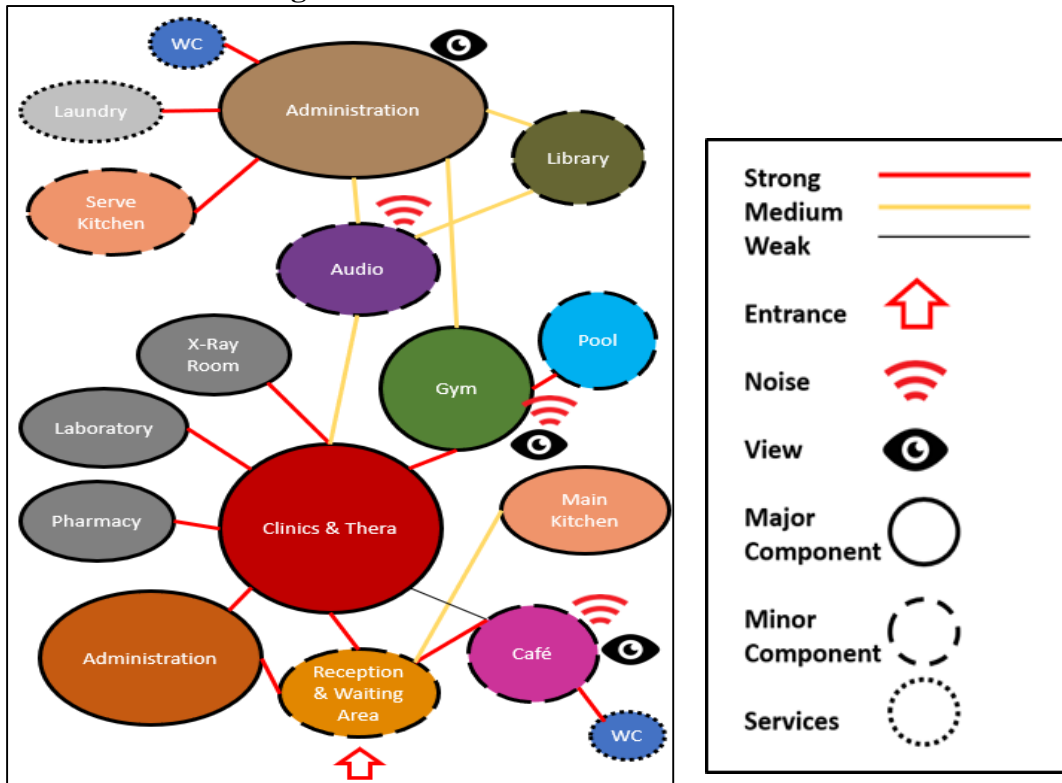 WC
Administration
Laundry
Library
Serve
Kitchen
Audio
X-Ray
Room
Pool
Gym
Laboratory
Main
Kitchen
Pharmacy
Clinics & Thera
Administration
Reception
& Waiting
Area
Café
WC
Strong
Medium
Weak
Entrance
Noise
View
Major
Component
Minor
Component
Services